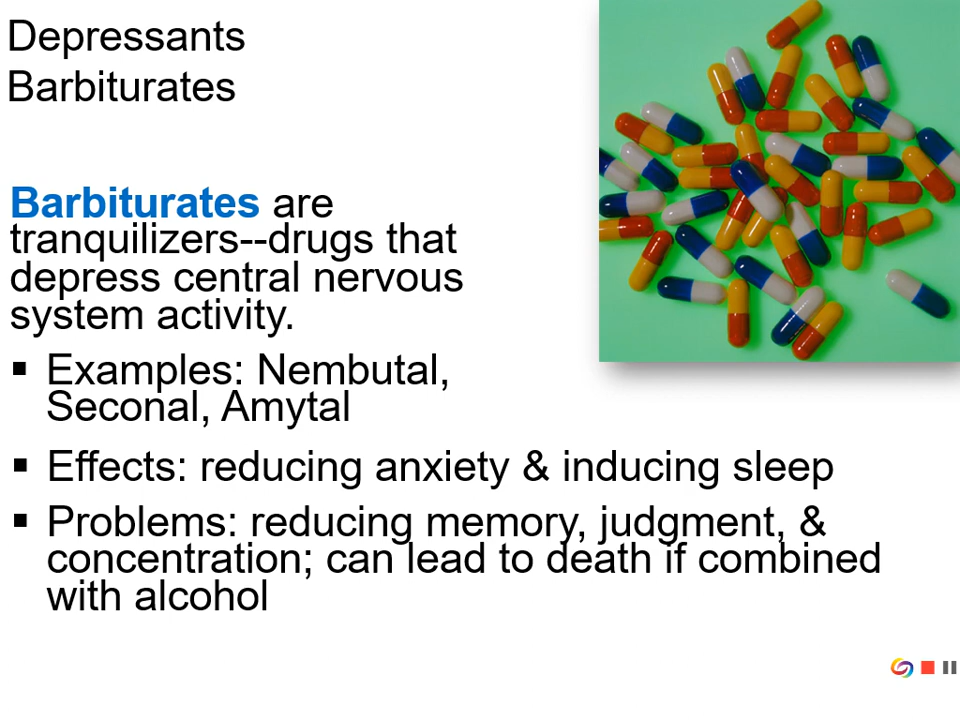 Depressants
Barbiturates
Barbiturates are
tranquilizers--drugs that
depress central nervous
system activity.
▪ Examples: Nembutal,
Seconal, Amytal
▪ Effects: reducing anxiety & inducing sleep
▪ Problems: reducing memory, judgment, &
concentration; can lead to death if combined
with alcohol